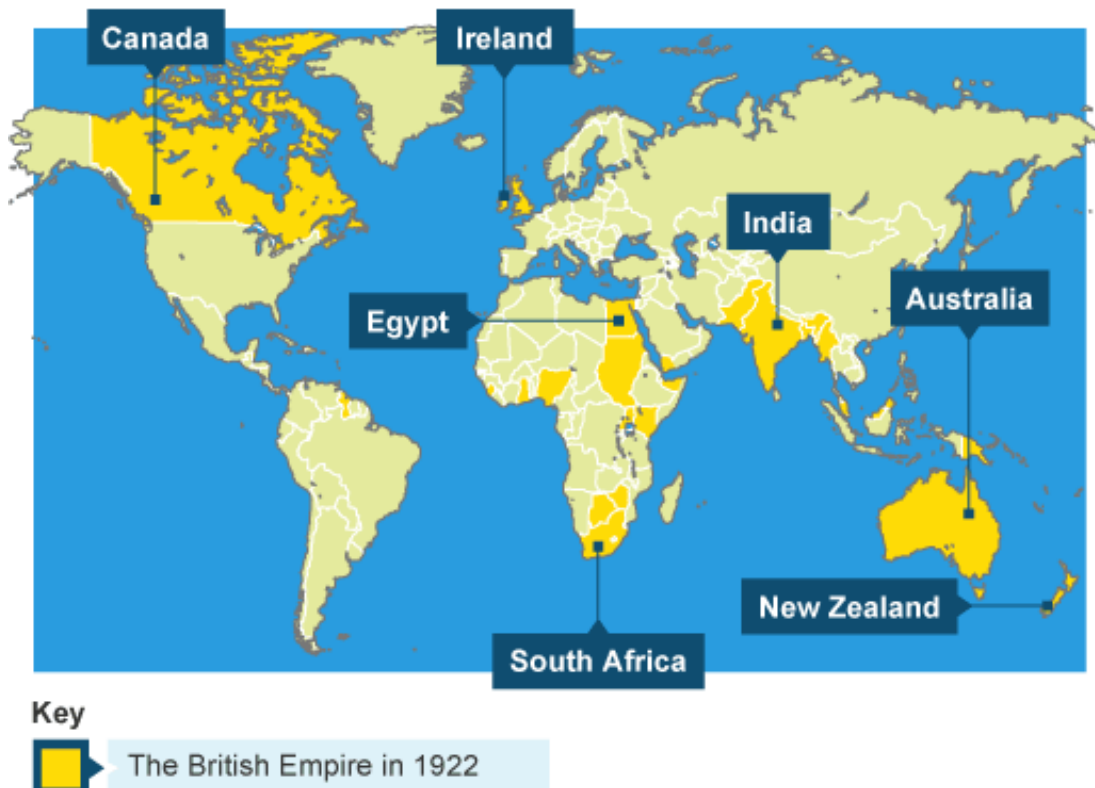 Canada
Ireland
India
Australia
Egypt
New Zealand
South Africa
Key
The British Empire in 1922